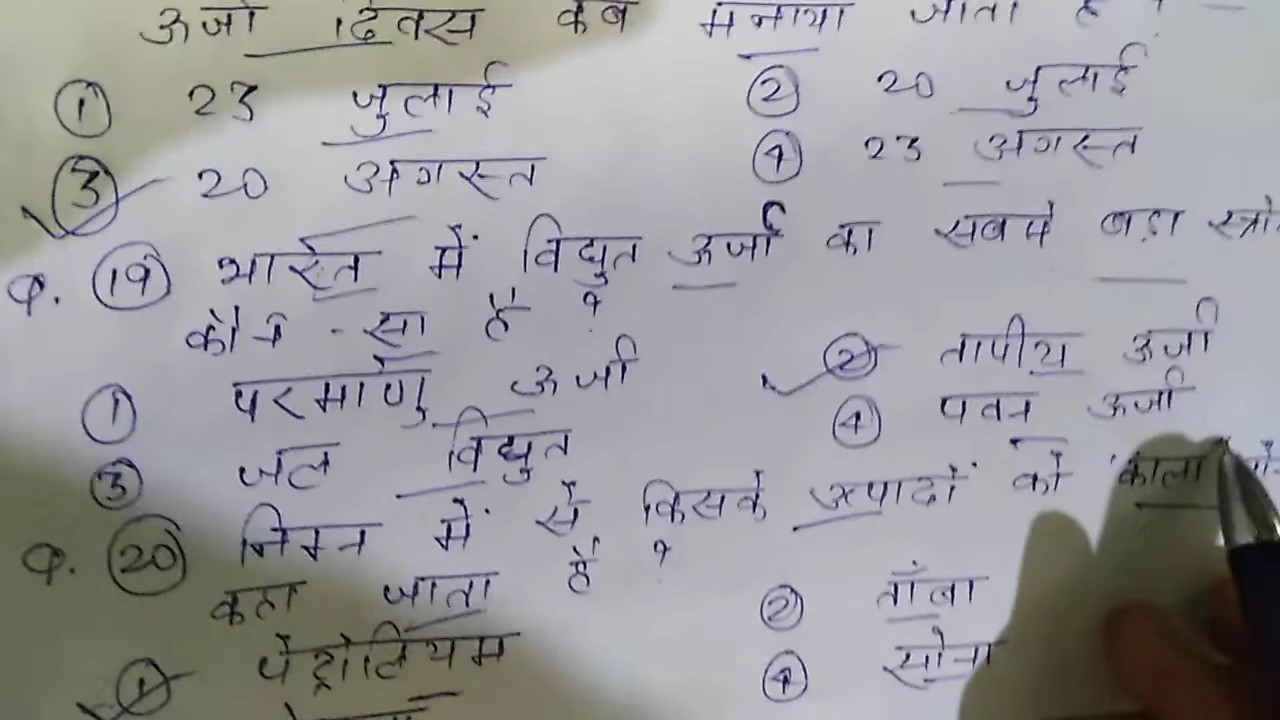 ऊर्जा दिवस कब मनाया जाता है ?
① 23 जुलाई ② 20 जुलाई
③ 20 अगस्त ④ 23 अगस्त
Q. ⑲ भारत में विद्युत ऊर्जा का सबसे बड़ा स्त्रो
कौन - सा है ?
① परमाणु ऊर्जा ② तापीय ऊर्जा
③ जल विद्युत ④ पवन ऊर्जा
Q. ⑳ निम्न में से किसके उत्पादों को 'काला
कहा जाता है ?
① पेट्रोलियम ② ताँबा
④ सोना